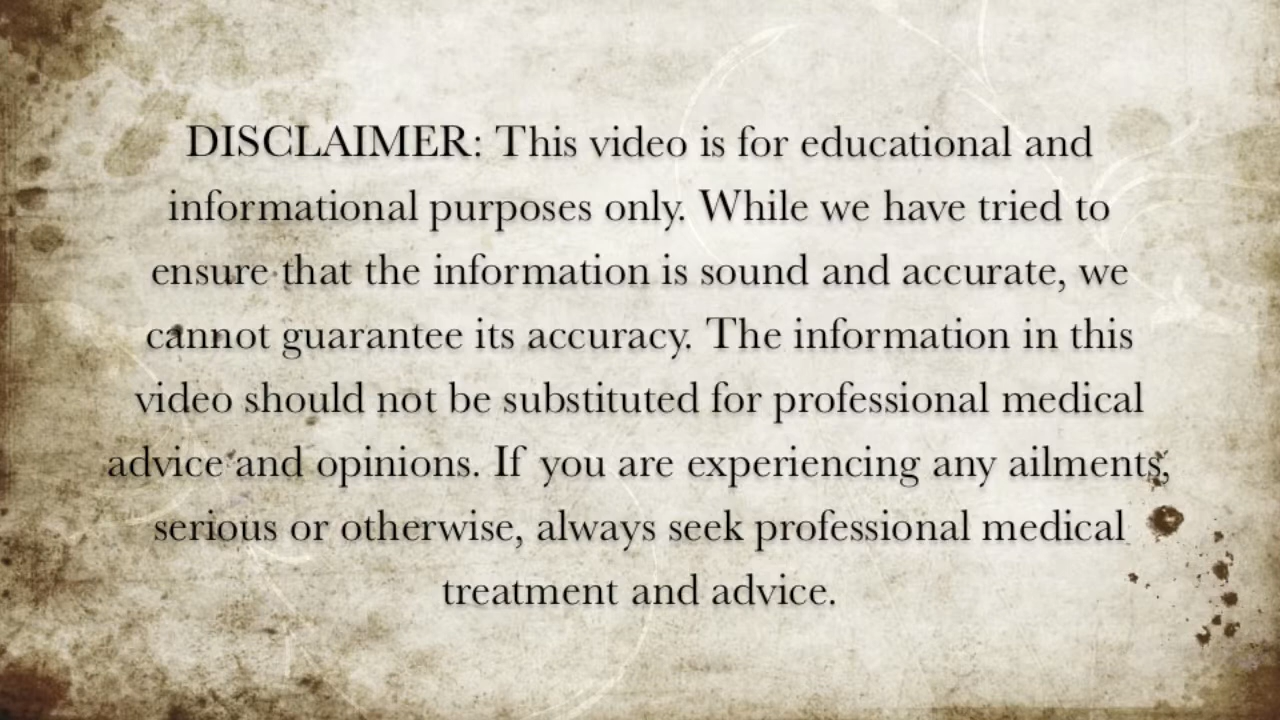 DISCLAIMER: This video is for educational and
informational purposes only. While we have tried to
ensure that the information is sound and accurate, we
cannot guarantee its accuracy. The information in this
video should not be substituted for professional medical
advice and opinions. If you are experiencing any ailments,
serious or otherwise, always seek professional medical
treatment and advice.